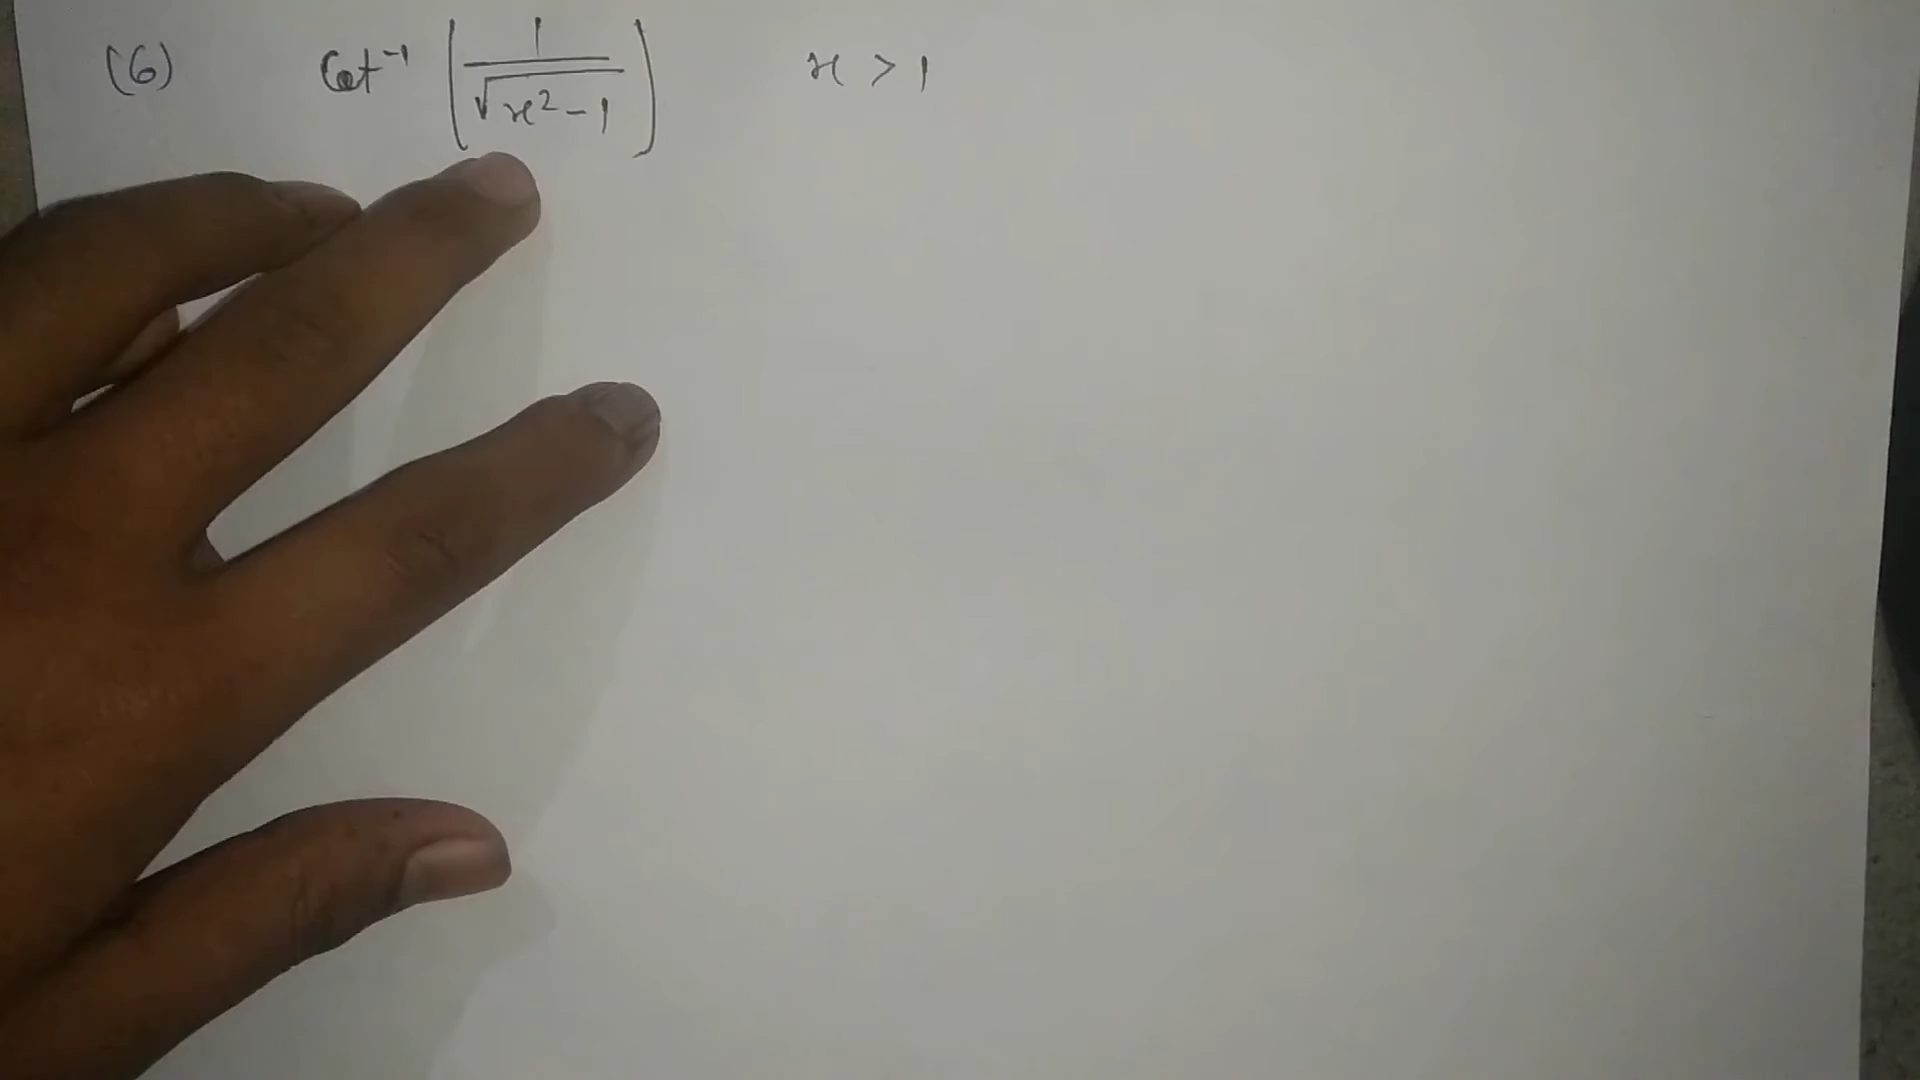 (6) Cot⁻¹ (1/√(x²-1)) x > 1